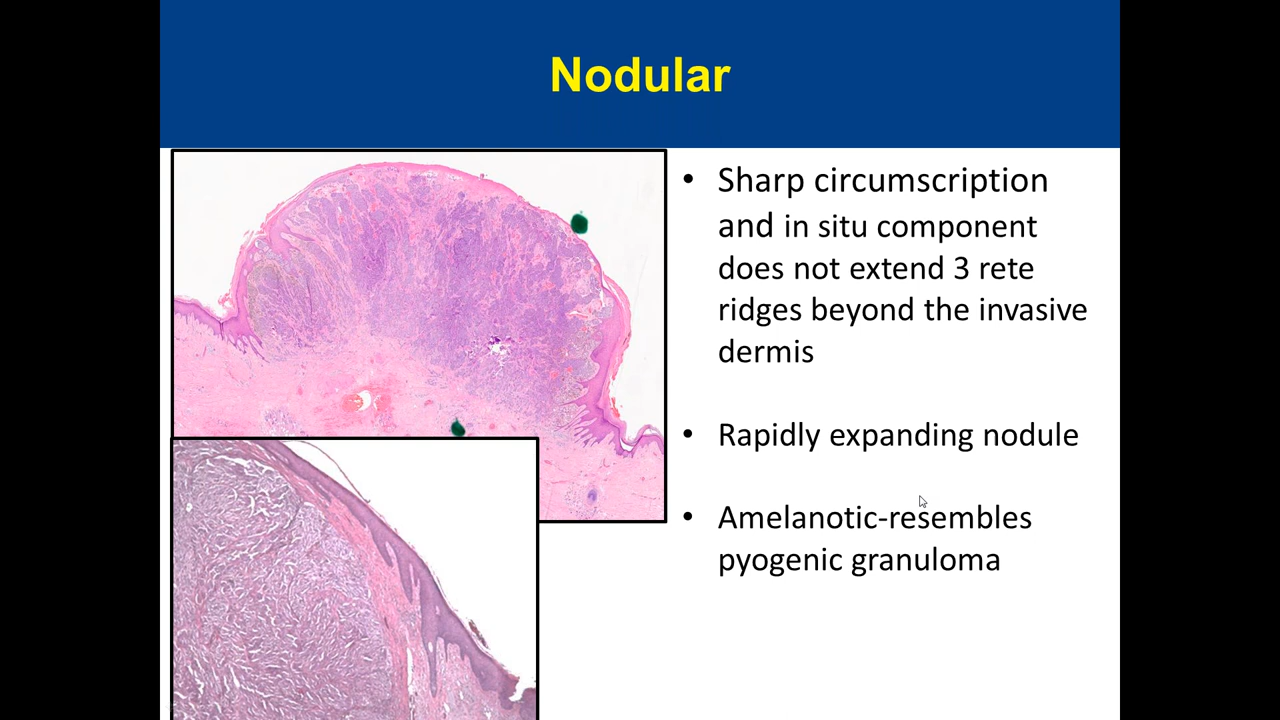 Nodular
• Sharp circumscription
and in situ component
does not extend 3 rete
ridges beyond the invasive
dermis
• Rapidly expanding nodule
• Amelanotic-resembles
pyogenic granuloma